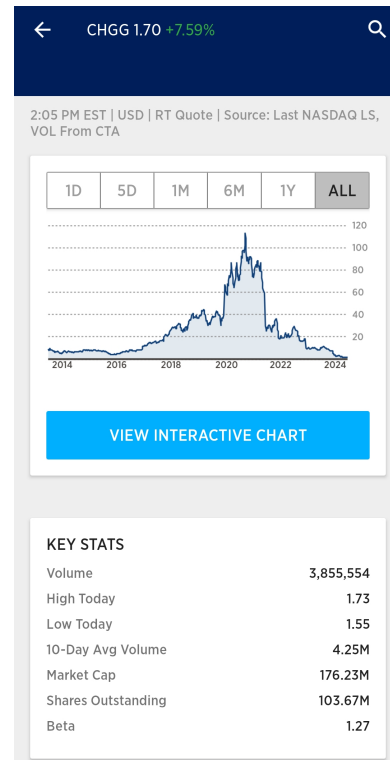 CHGG 1.70 +7.59%
2:05 PM EST | USD | RT Quote | Source: Last NASDAQ LS,
VOL From CTA
1D 5D 1M 6M 1Y ALL
120
100
80
60
40
20
2014 2016 2018 2020 2022 2024
VIEW INTERACTIVE CHART
KEY STATS
Volume 3,855,554
High Today 1.73
Low Today 1.55
10-Day Avg Volume 4.25M
Market Cap 176.23M
Shares Outstanding 103.67M
Beta 1.27